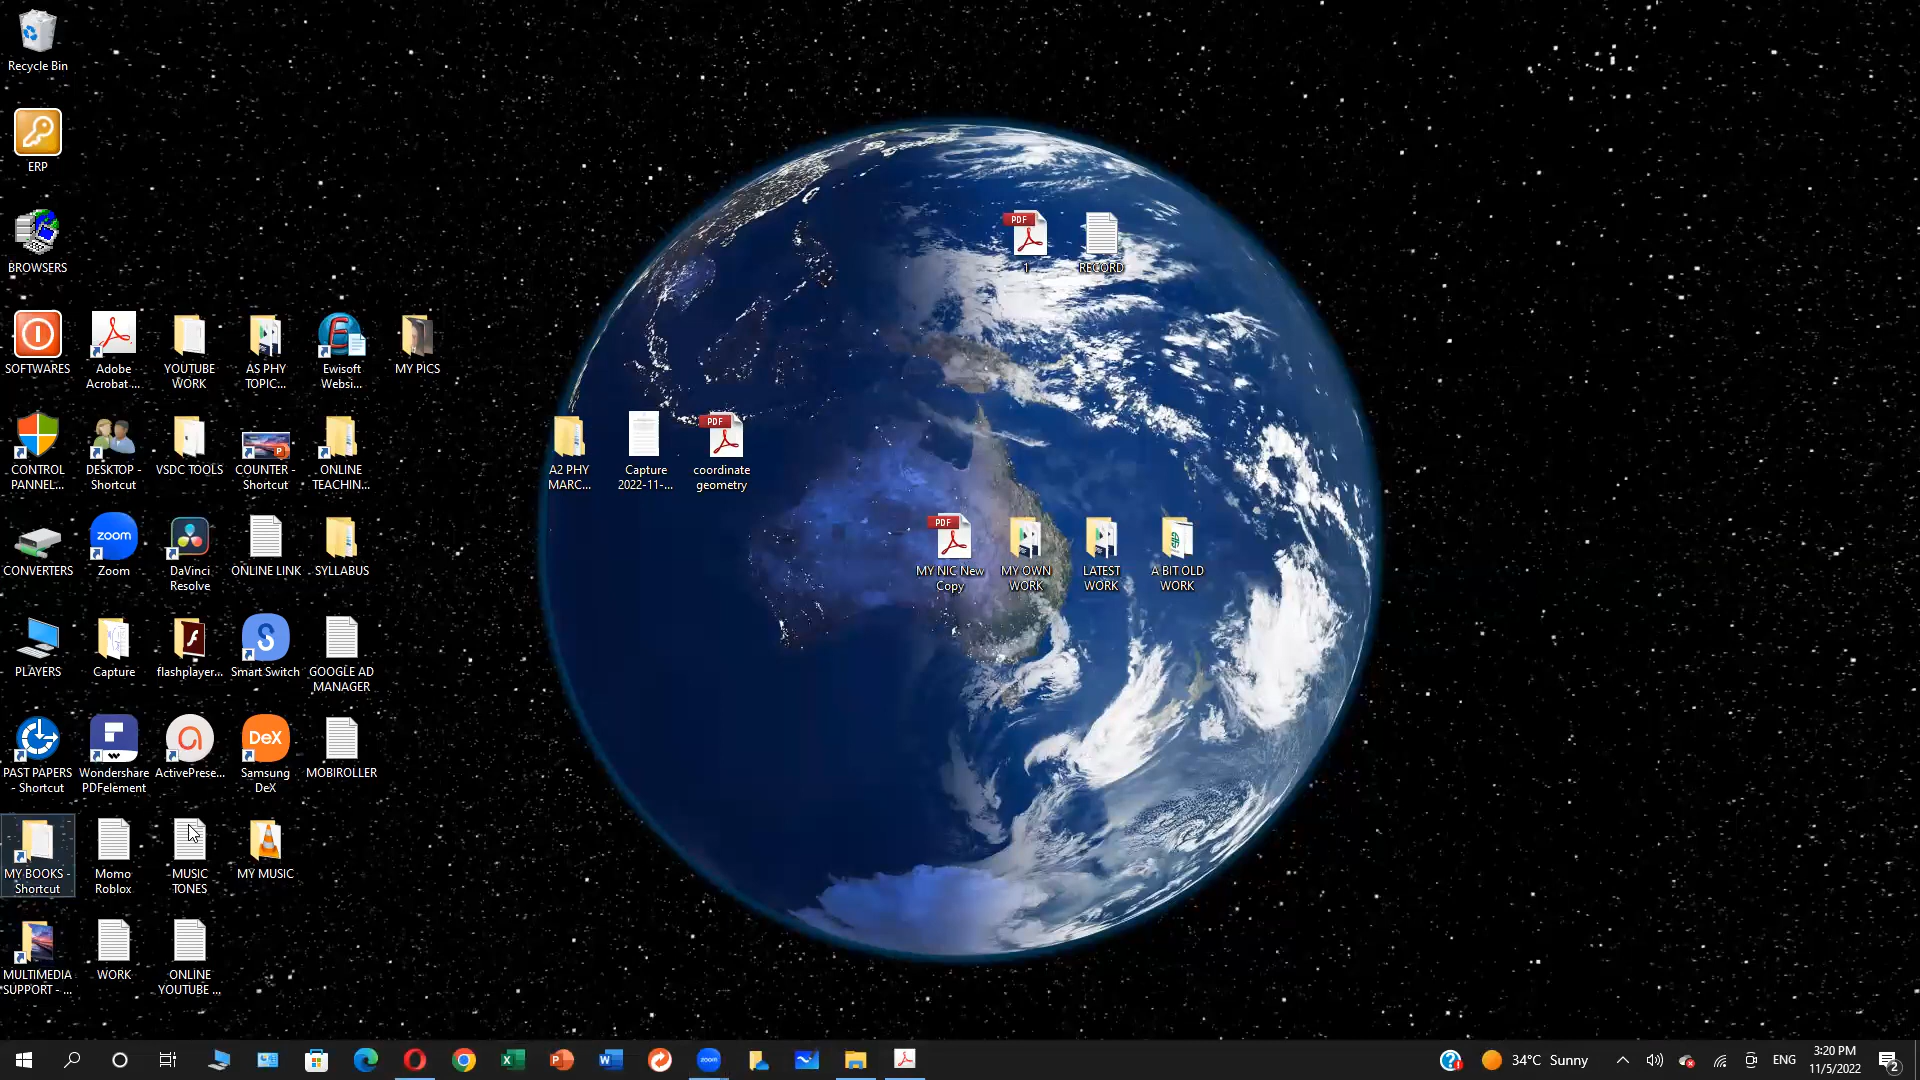 Recycle Bin
ERP
BROWSERS
PDF
1
RECORD
SOFTWARES
Adobe
Acrobat ...
YOUTUBE
WORK
AS PHY
TOPIC...
Ewisoft
Websi...
MY PICS
CONTROL
PANNEL...
DESKTOP -
Shortcut
VSDC TOOLS
COUNTER -
Shortcut
ONLINE
TEACHIN...
A2 PHY
MARC...
Capture
2022-11-...
PDF
coordinate
geometry
CONVERTERS
zoom
Zoom
DaVinci
Resolve
ONLINE LINK
SYLLABUS
PDF
MY NIC New
Copy
MY OWN
WORK
LATEST
WORK
A BIT OLD
WORK
PLAYERS
Capture
flashplayer...
S
Smart Switch
GOOGLE AD
MANAGER
PAST PAPERS
- Shortcut
Wondershare
PDFelement
ActivePrese...
DeX
Samsung
DeX
MOBIROLLER
MY BOOKS -
Shortcut
Momo
Roblox
MUSIC
TONES
MY MUSIC
MULTIMEDIA
SUPPORT - ...
WORK
ONLINE
YOUTUBE ...
zoom
34°C Sunny
ENG
3:20 PM
11/5/2022
2